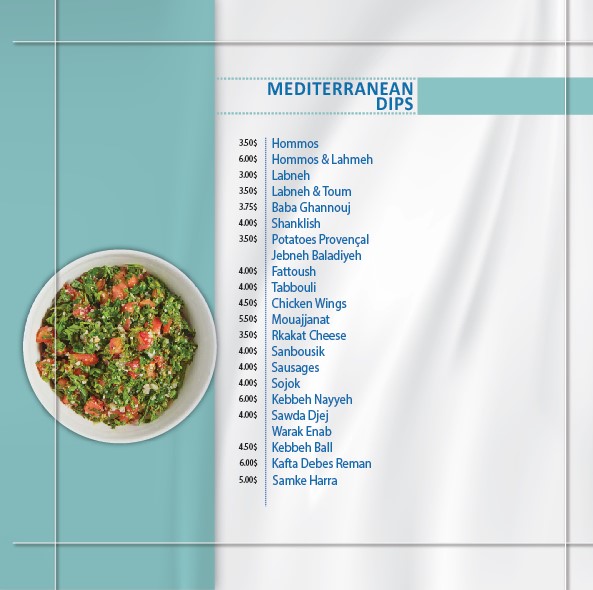 MEDITERRANEAN
DIPS
3.50$ Hommos
6.00$ Hommos & Lahmeh
3.00$ Labneh
3.50$ Labneh & Toum
3.75$ Baba Ghannouj
4.00$ Shanklish
3.50$ Potatoes Provençal
Jebneh Baladiyeh
4.00$ Fattoush
4.00$ Tabbouli
4.50$ Chicken Wings
5.50$ Mouajjanat
3.50$ Rkakat Cheese
4.00$ Sanbousik
4.00$ Sausages
4.00$ Sojok
6.00$ Kebbeh Nayyeh
4.00$ Sawda Djej
Warak Enab
4.50$ Kebbeh Ball
6.00$ Kafta Debes Reman
5.00$ Samke Harra